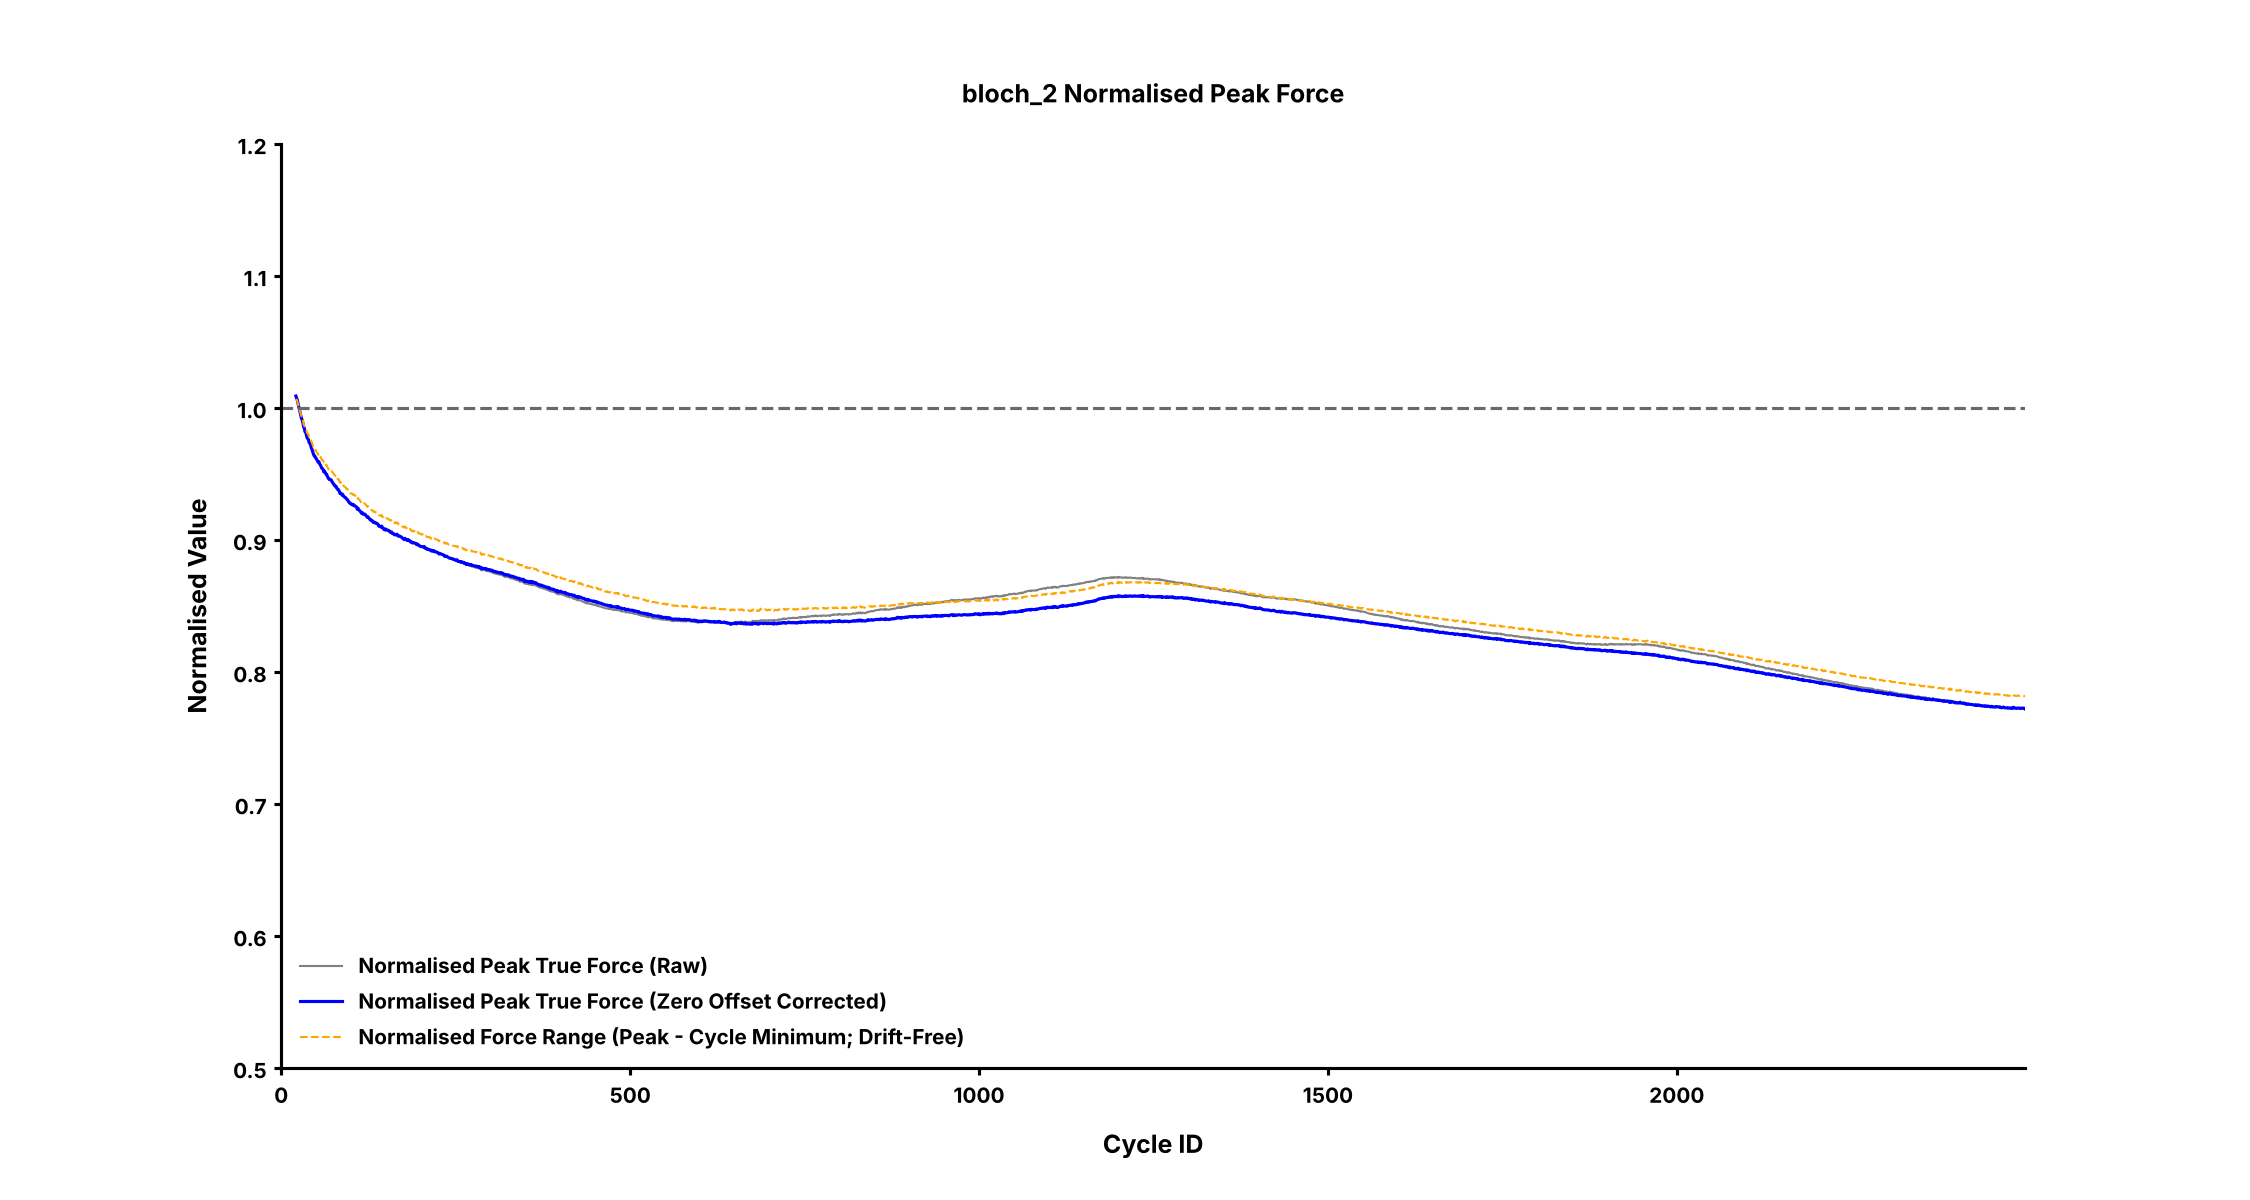 bloch_2 Normalised Peak Force
1.2
1.1
1.0
0.9
0.8
0.7
0.6
0.5
Normalised Value
Normalised Peak True Force (Raw)
Normalised Peak True Force (Zero Offset Corrected)
Normalised Force Range (Peak - Cycle Minimum; Drift-Free)
0 500 1000 1500 2000
Cycle ID